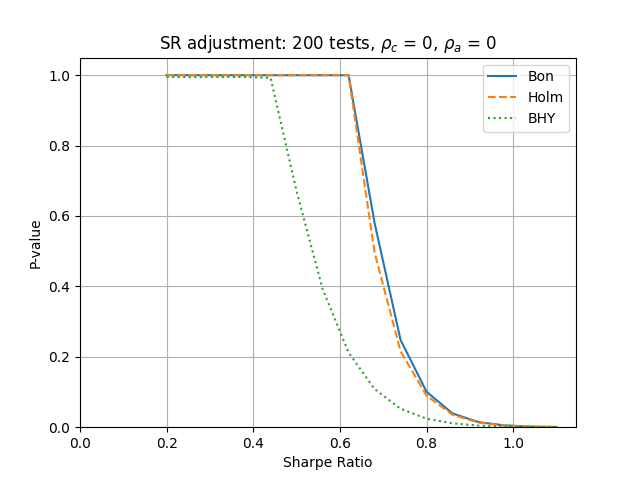 SR adjustment: 200 tests, ρc = 0, ρa = 0
1.0
0.8
0.6
0.4
0.2
0.0
P-value
Bon
Holm
BHY
0.0 0.2 0.4 0.6 0.8 1.0
Sharpe Ratio